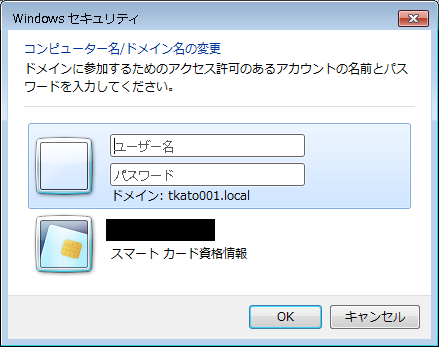 Windows セキュリティ
コンピューター名/ドメイン名の変更
ドメインに参加するためのアクセス許可のあるアカウントの名前とパス
ワードを入力してください。
ユーザー名
パスワード
ドメイン: tkato001.local
スマート カード資格情報
OK
キャンセル